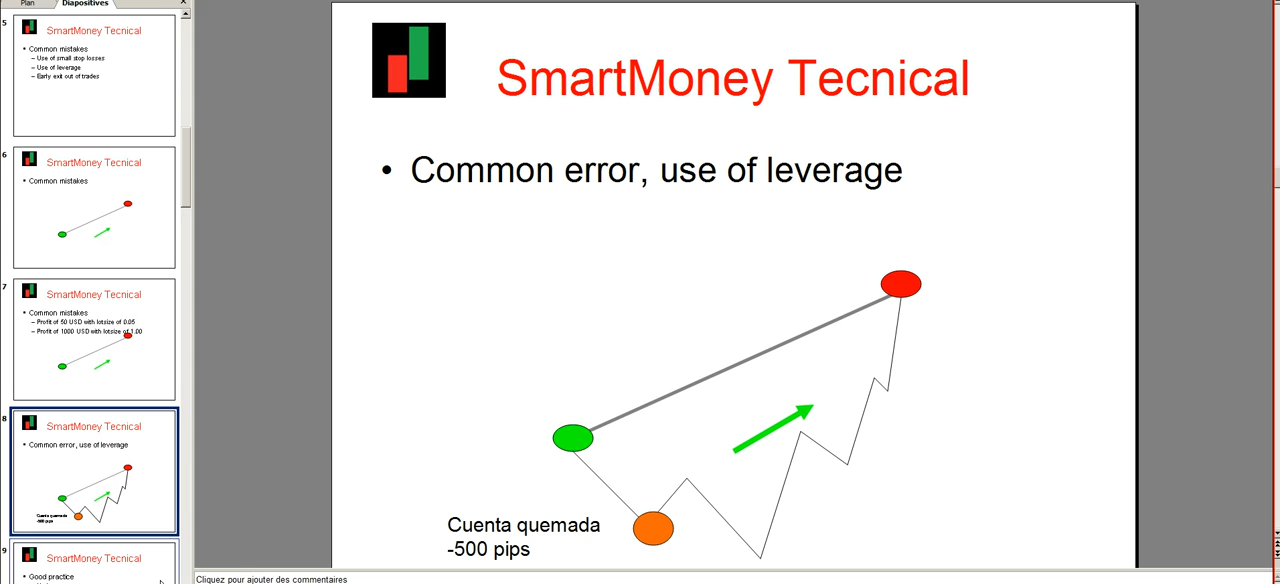 Plan
Diapositives
5
SmartMoney Tecnical
• Common mistakes
– Use of small stop losses
– Use of leverage
– Early exit out of trades
6
SmartMoney Tecnical
• Common mistakes
7
SmartMoney Tecnical
• Common mistakes
– Profit of 50 USD with lotsize of 0.05
– Profit of 1000 USD with lotsize of 1.00
8
SmartMoney Tecnical
• Common error, use of leverage
Cuenta quemada
-500 pips
9
SmartMoney Tecnical
• Good practice
SmartMoney Tecnical
• Common error, use of leverage
Cuenta quemada
-500 pips
Cliquez pour ajouter des commentaires